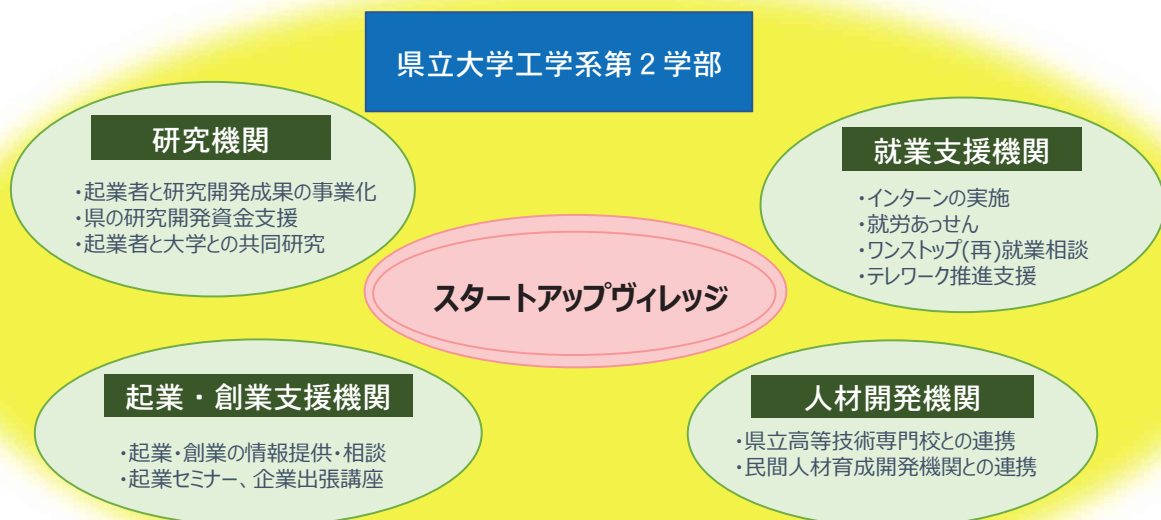 県立大学工学系第２学部
研究機関
・起業者と研究開発成果の事業化
・県の研究開発資金支援
・起業者と大学との共同研究
就業支援機関
・インターンの実施
・就労あっせん
・ワンストップ(再)就業相談
・テレワーク推進支援
スタートアップヴィレッジ
起業・創業支援機関
・起業・創業の情報提供・相談
・起業セミナー、企業出張講座
人材開発機関
・県立高等技術専門校との連携
・民間人材育成開発機関との連携